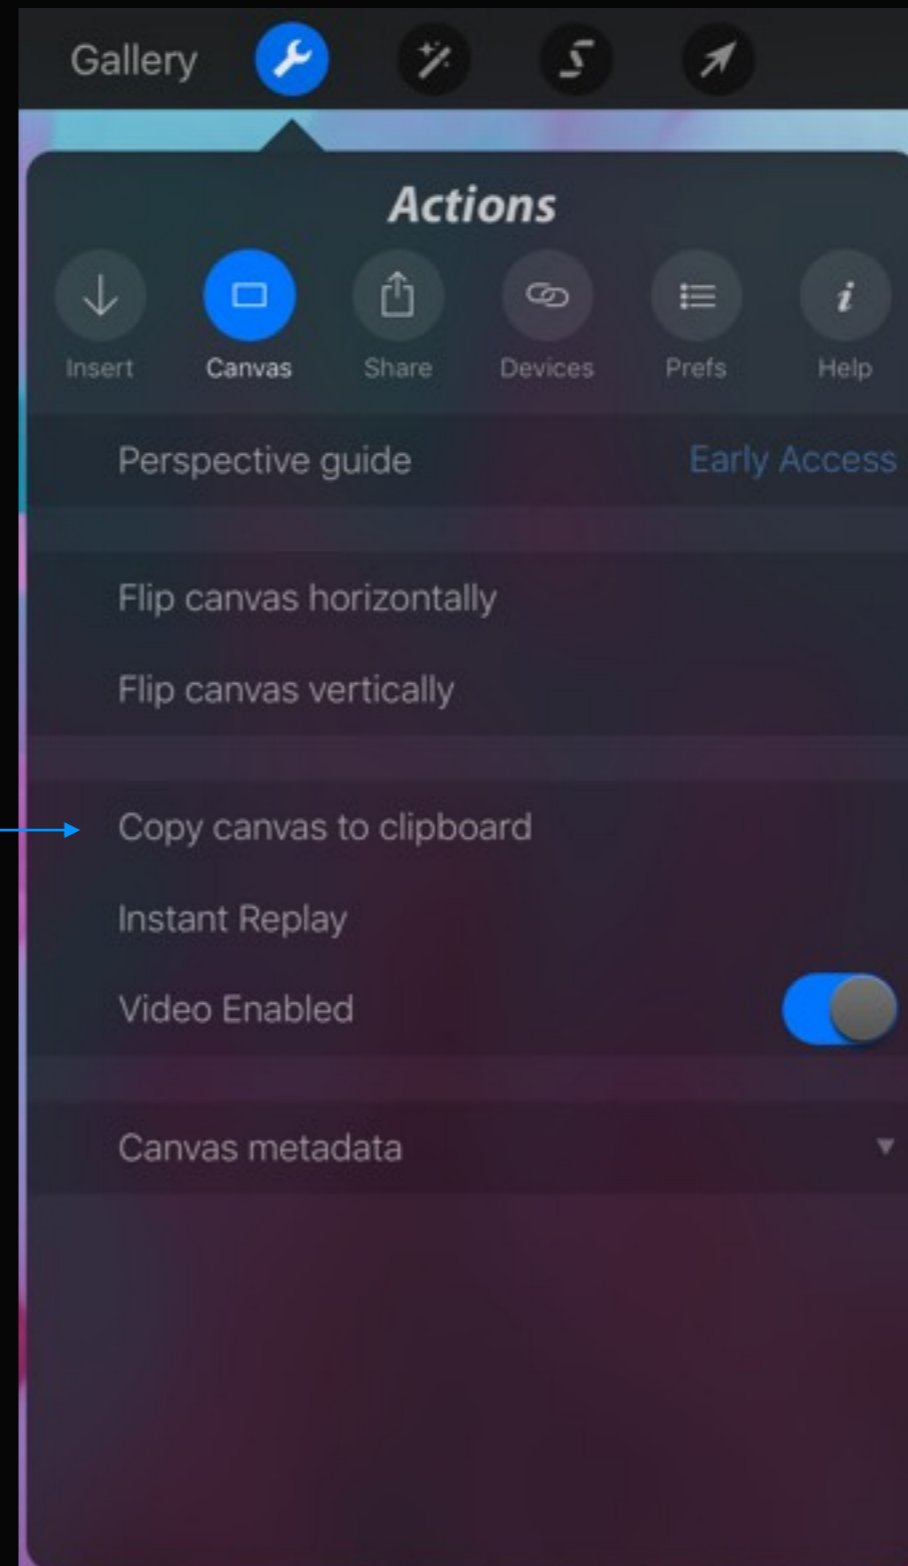 Gallery
Actions
Insert Canvas Share Devices Prefs Help
Perspective guide Early Access
Flip canvas horizontally
Flip canvas vertically
Copy canvas to clipboard
Instant Replay
Video Enabled
Canvas metadata